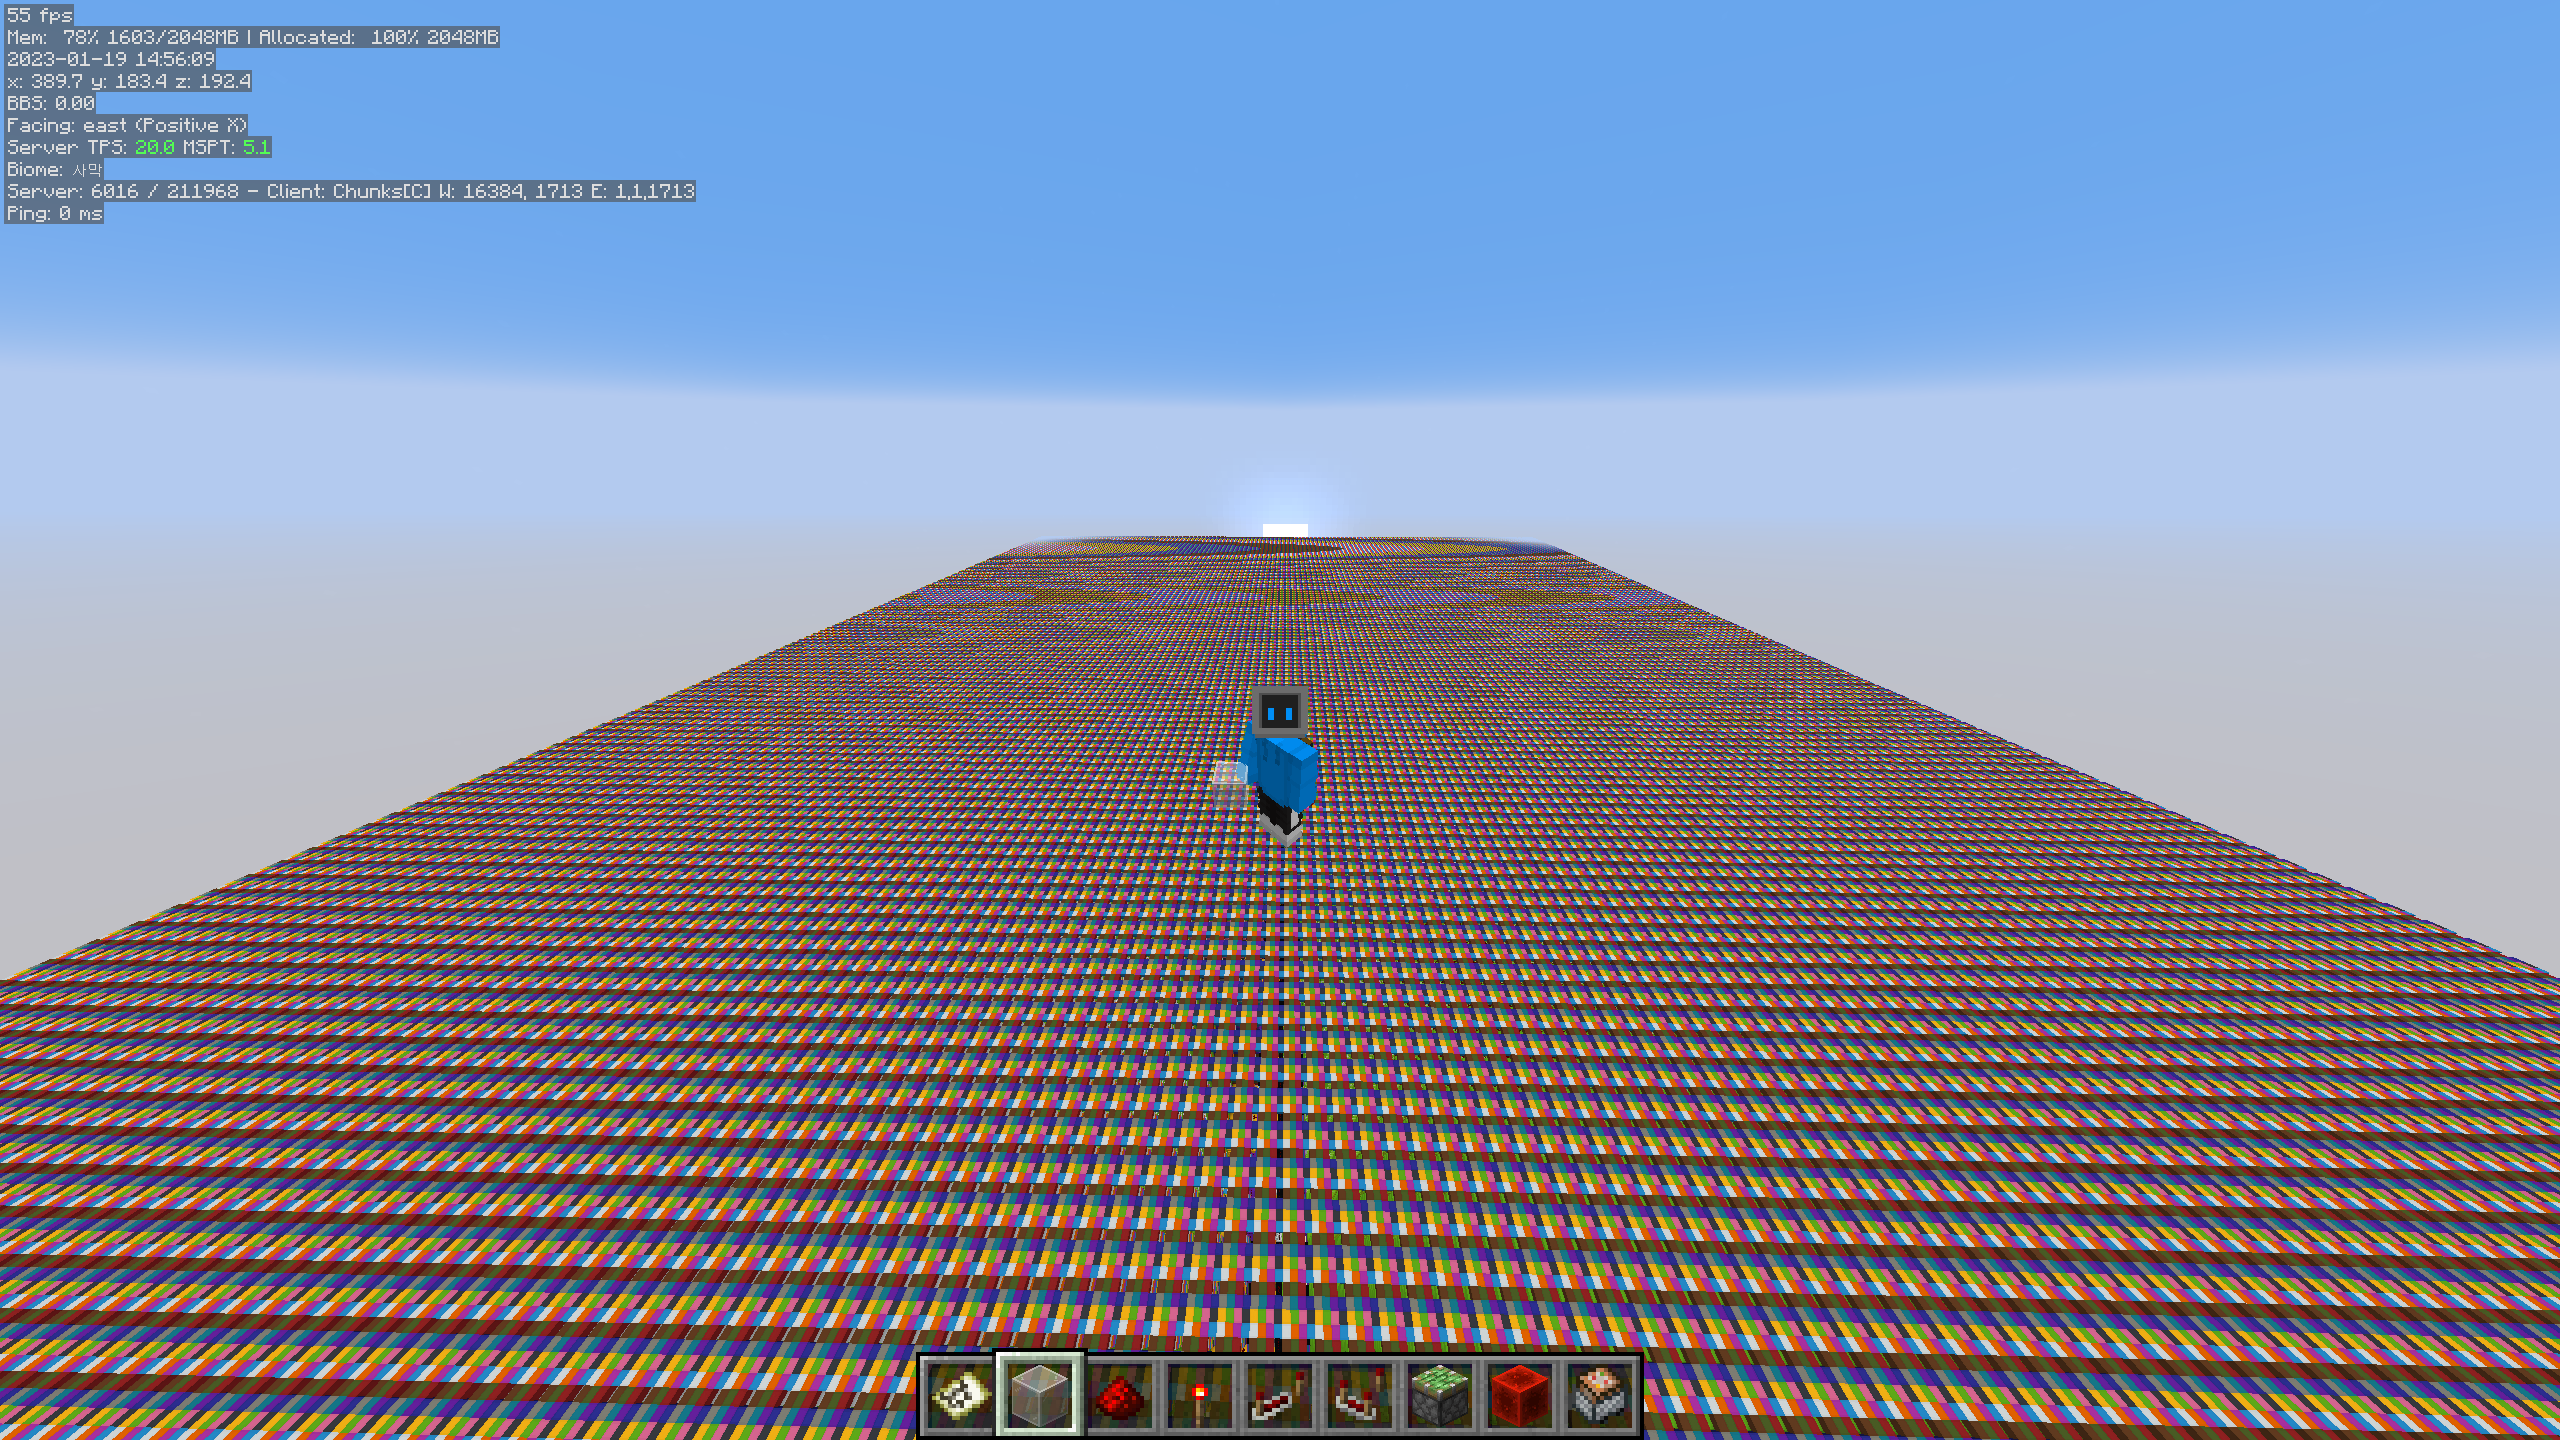 55 fps
Mem: 78% 1603/2048MB | Allocated: 100% 2048MB
2023-01-19 14:56:09
x: 389.7 y: 183.4 z: 192.4
BBS: 0.00
Facing: east (Positive X)
Server TPS: 20.0 MSPT: 5.1
Biome: 사막
Server: 6016 / 211968 - Client: Chunks[C] W: 16384, 1713 E: 1,1,1713
Ping: 0 ms